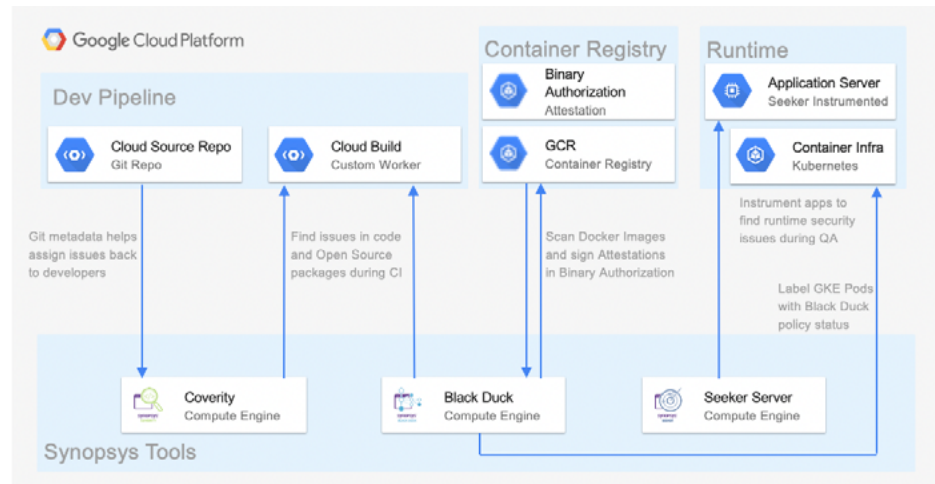 Google Cloud Platform
Dev Pipeline
Cloud Source Repo
Git Repo
Cloud Build
Custom Worker
Container Registry
Binary
Authorization
Attestation
GCR
Container Registry
Runtime
Application Server
Seeker Instrumented
Container Infra
Kubernetes
Git metadata helps
assign issues back
to developers
Find issues in code
and Open Source
packages during CI
Scan Docker Images
and sign Attestations
in Binary Authorization
Instrument apps to
find runtime security
issues during QA
Label GKE Pods
with Black Duck
policy status
Coverity
Compute Engine
Black Duck
Compute Engine
Seeker Server
Compute Engine
Synopsys Tools